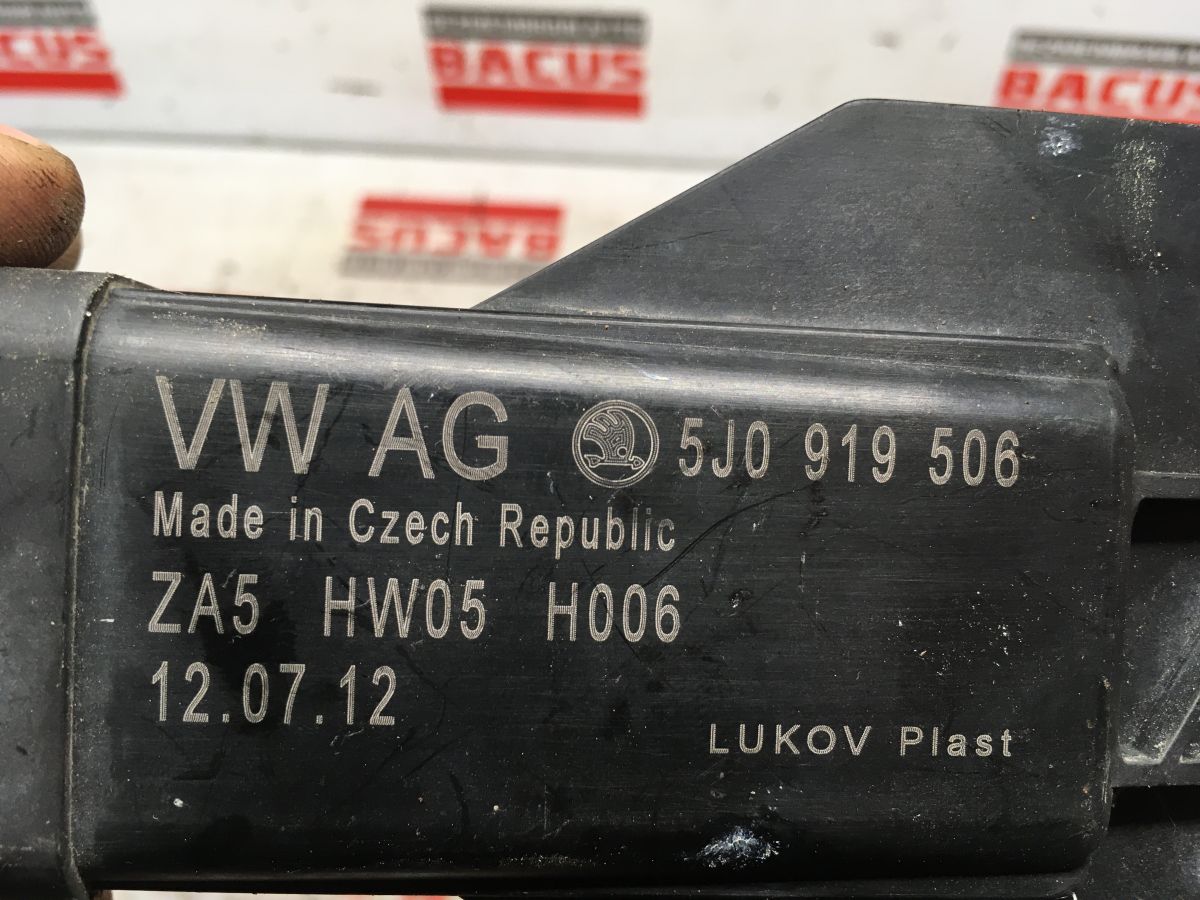 BACUS
BACUS
BACUS
BACUS
VW AG 5J0 919 506
Made in Czech Republic
ZA5 HW05 H006
12.07.12
LUKOV Plast